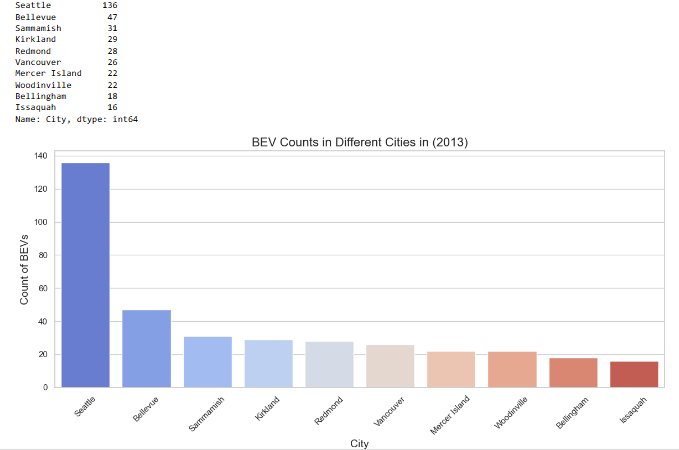 Seattle 136
Bellevue 47
Sammamish 31
Kirkland 29
Redmond 28
Vancouver 26
Mercer Island 22
Woodinville 22
Bellingham 18
Issaquah 16
Name: City, dtype: int64
BEV Counts in Different Cities in (2013)
Count of BEVs
140
120
100
80
60
40
20
0
Seattle
Bellevue
Sammamish
Kirkland
Redmond
Vancouver
Mercer Island
Woodinville
Bellingham
Issaquah
City